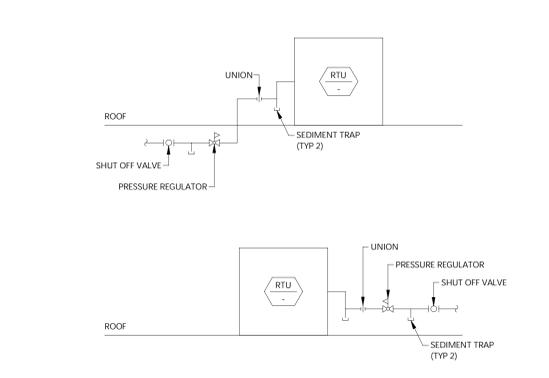 RTU
-
UNION
ROOF
SEDIMENT TRAP
(TYP 2)
SHUT OFF VALVE
PRESSURE REGULATOR
UNION
PRESSURE REGULATOR
SHUT OFF VALVE
RTU
-
ROOF
SEDIMENT TRAP
(TYP 2)